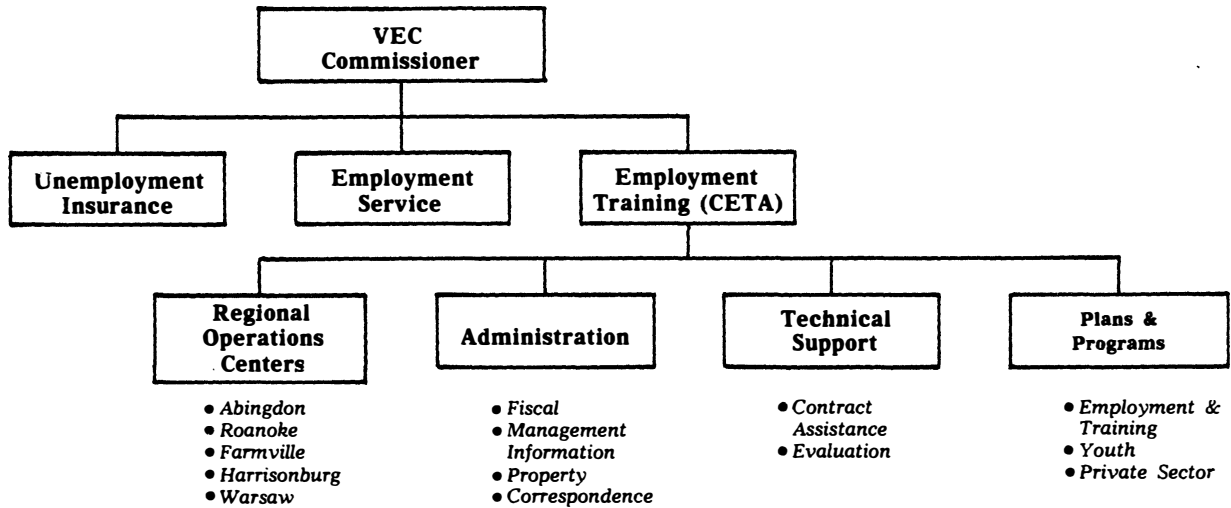 VEC
Commissioner
Unemployment
Insurance
Employment
Service
Employment
Training (CETA)
Regional
Operations
Centers
Administration
Technical
Support
Plans &
Programs
• Abingdon
• Roanoke
• Farmville
• Harrisonburg
• Warsaw
• Fiscal
• Management
Information
• Property
• Correspondence
• Contract
Assistance
• Evaluation
• Employment &
Training
• Youth
• Private Sector